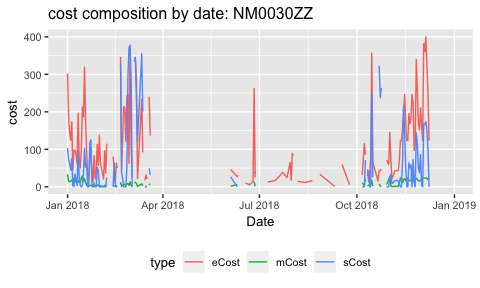 cost composition by date: NM0030ZZ
400
300
200
100
0
cost
Jan 2018 Apr 2018 Jul 2018 Oct 2018 Jan 2019
Date
type eCost mCost sCost